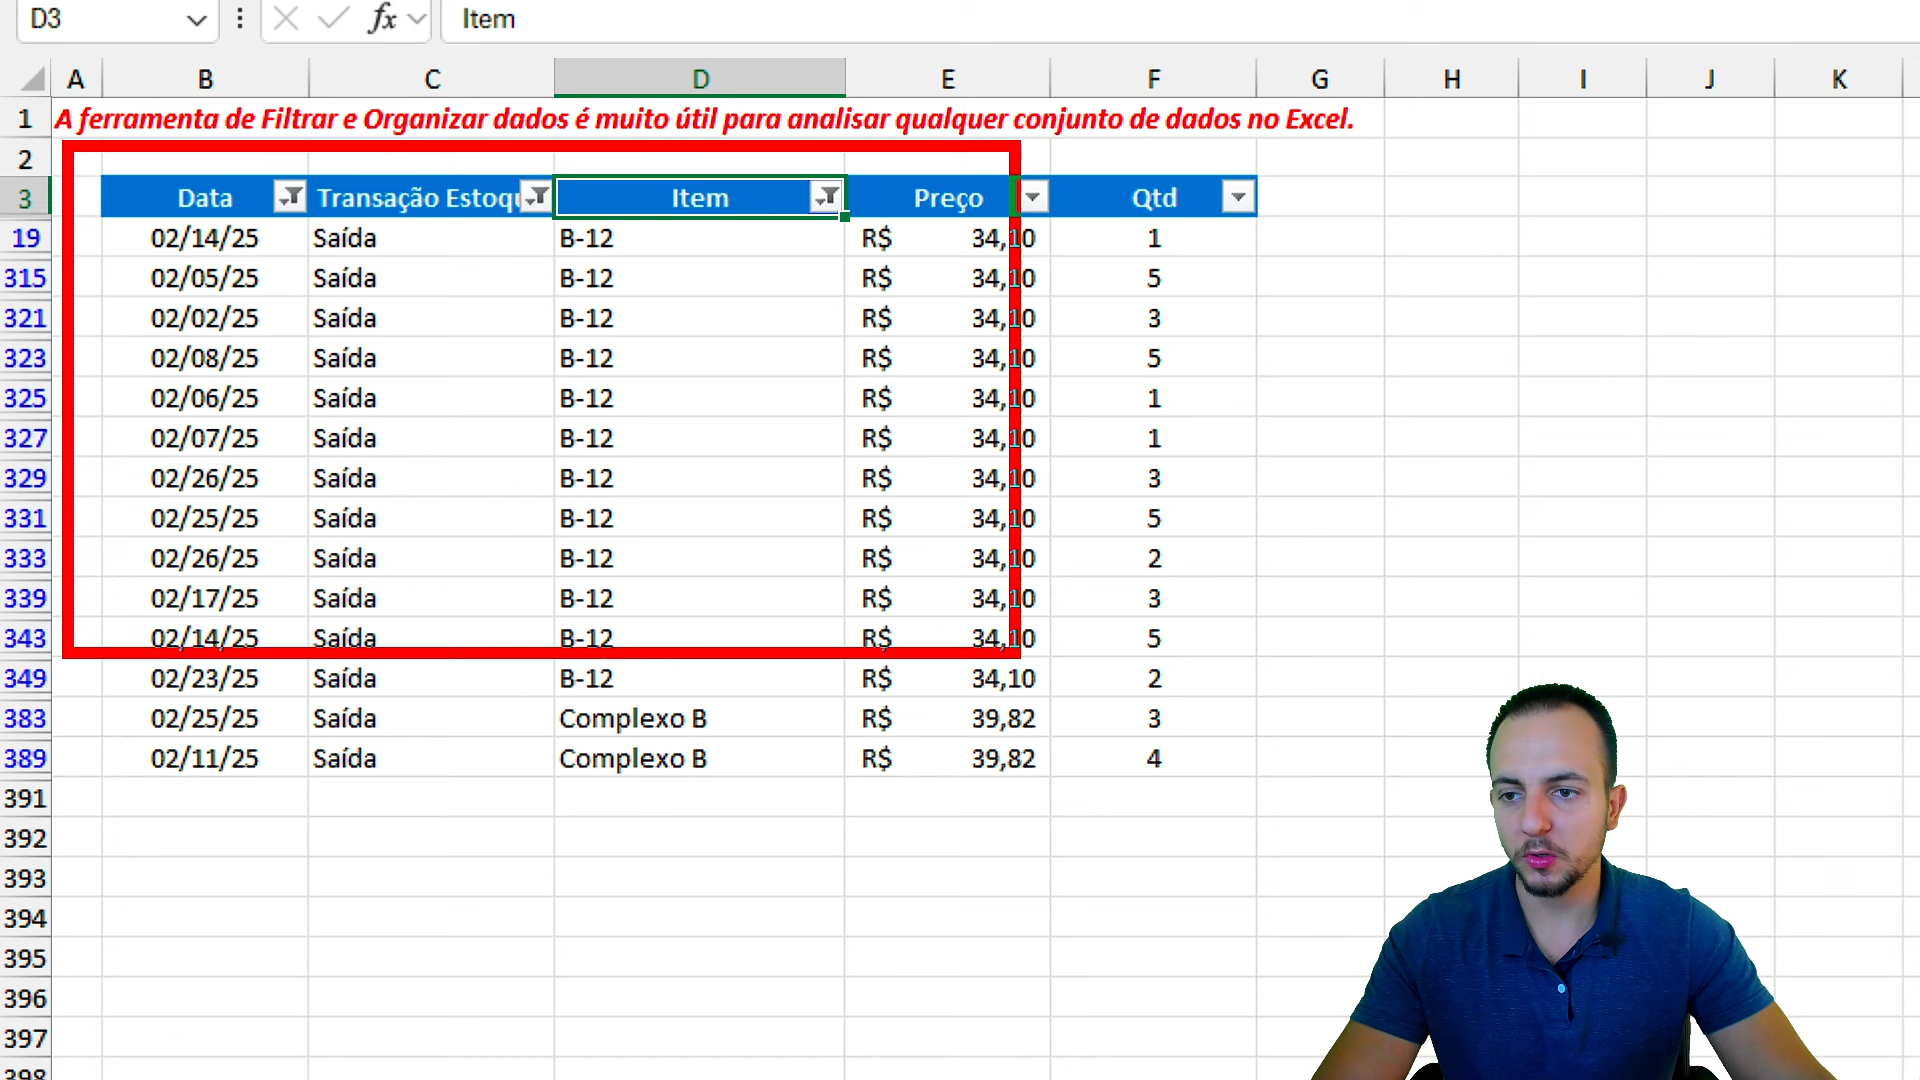 D3 fx Item
A B C D E F G H I J K
1 A ferramenta de Filtrar e Organizar dados é muito útil para analisar qualquer conjunto de dados no Excel.
2
3 Data Transação Estoqu Item Preço Qtd
19 02/14/25 Saída B-12 R$ 34,10 1
315 02/05/25 Saída B-12 R$ 34,10 5
321 02/02/25 Saída B-12 R$ 34,10 3
323 02/08/25 Saída B-12 R$ 34,10 5
325 02/06/25 Saída B-12 R$ 34,10 1
327 02/07/25 Saída B-12 R$ 34,10 1
329 02/26/25 Saída B-12 R$ 34,10 3
331 02/25/25 Saída B-12 R$ 34,10 5
333 02/26/25 Saída B-12 R$ 34,10 2
339 02/17/25 Saída B-12 R$ 34,10 3
343 02/14/25 Saída B-12 R$ 34,10 5
349 02/23/25 Saída B-12 R$ 34,10 2
383 02/25/25 Saída Complexo B R$ 39,82 3
389 02/11/25 Saída Complexo B R$ 39,82 4
391
392
393
394
395
396
397
398